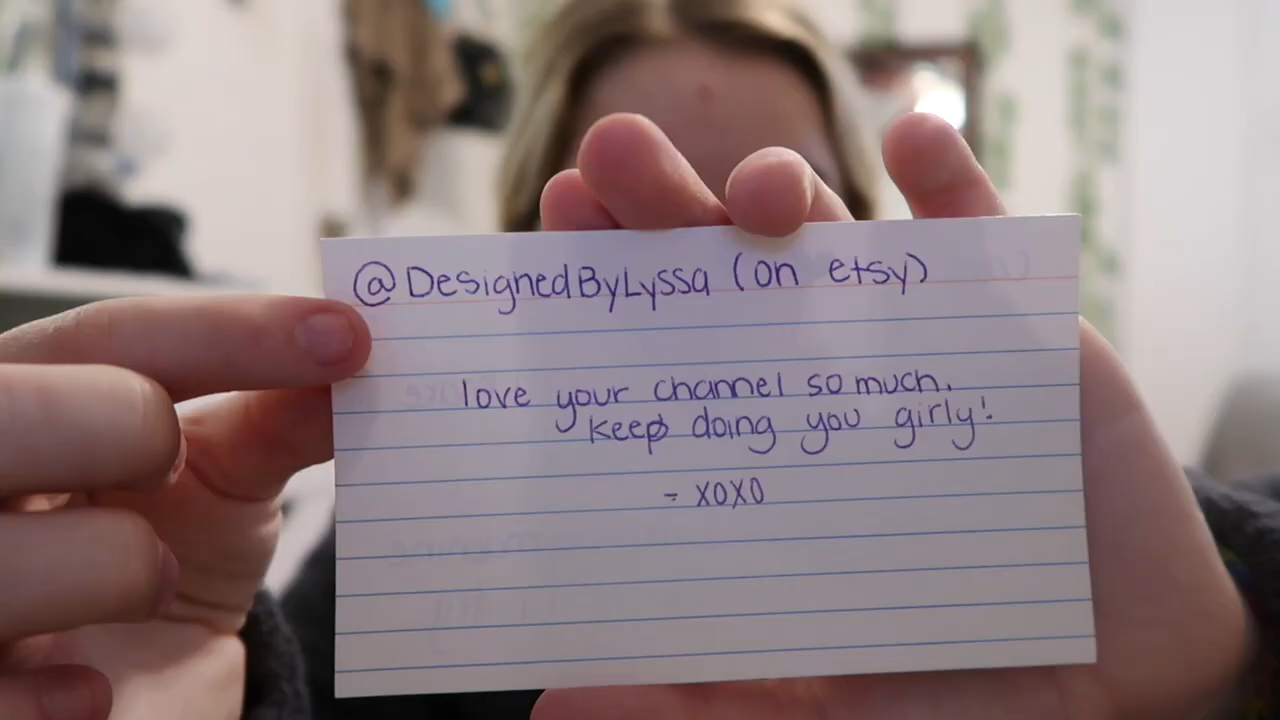 @DesignedByLyssa (on etsy)
love your channel so much.
keep doing you girly!
- XOXO